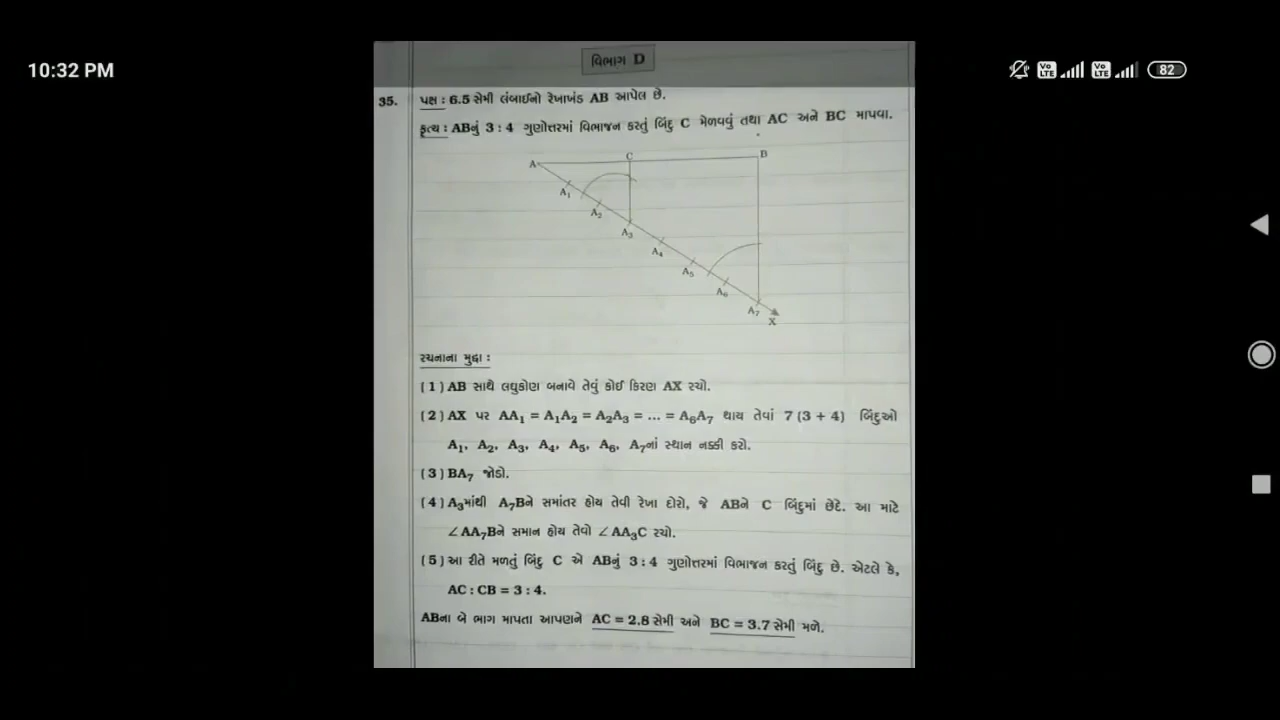 10:32 PM
Vo LTE
Vo LTE
82
વિભાગ D
35. પક્ષ : 6.5 સેમી લંબાઈનો રેખાખંડ AB આપેલ છે.
કૃત્ય : ABનું 3 : 4 ગુણોત્તરમાં વિભાજન કરતું બિંદુ C મેળવવું તથા AC અને BC માપવા.
A C B
A₁
A₂
A₃
A₄
A₅
A₆
A₇
X
રચનાના મુદ્દા :
( 1 ) AB સાથે લઘુકોણ બનાવે તેવું કોઈ કિરણ AX રચો.
( 2 ) AX પર AA₁ = A₁A₂ = A₂A₃ = ... = A₆A₇ થાય તેવાં 7 (3 + 4) બિંદુઓ
A₁, A₂, A₃, A₄, A₅, A₆, A₇નાં સ્થાન નક્કી કરો.
( 3 ) BA₇ જોડો.
( 4 ) A₃માંથી A₇Bને સમાંતર હોય તેવી રેખા દોરો, જે ABને C બિંદુમાં છેદે. આ માટે
∠AA₇Bને સમાન હોય તેવો ∠AA₃C રચો.
( 5 ) આ રીતે મળતું બિંદુ C એ ABનું 3 : 4 ગુણોત્તરમાં વિભાજન કરતું બિંદુ છે. એટલે કે,
AC : CB = 3 : 4.
ABના બે ભાગ માપતા આપણને AC = 2.8 સેમી અને BC = 3.7 સેમી મળે.